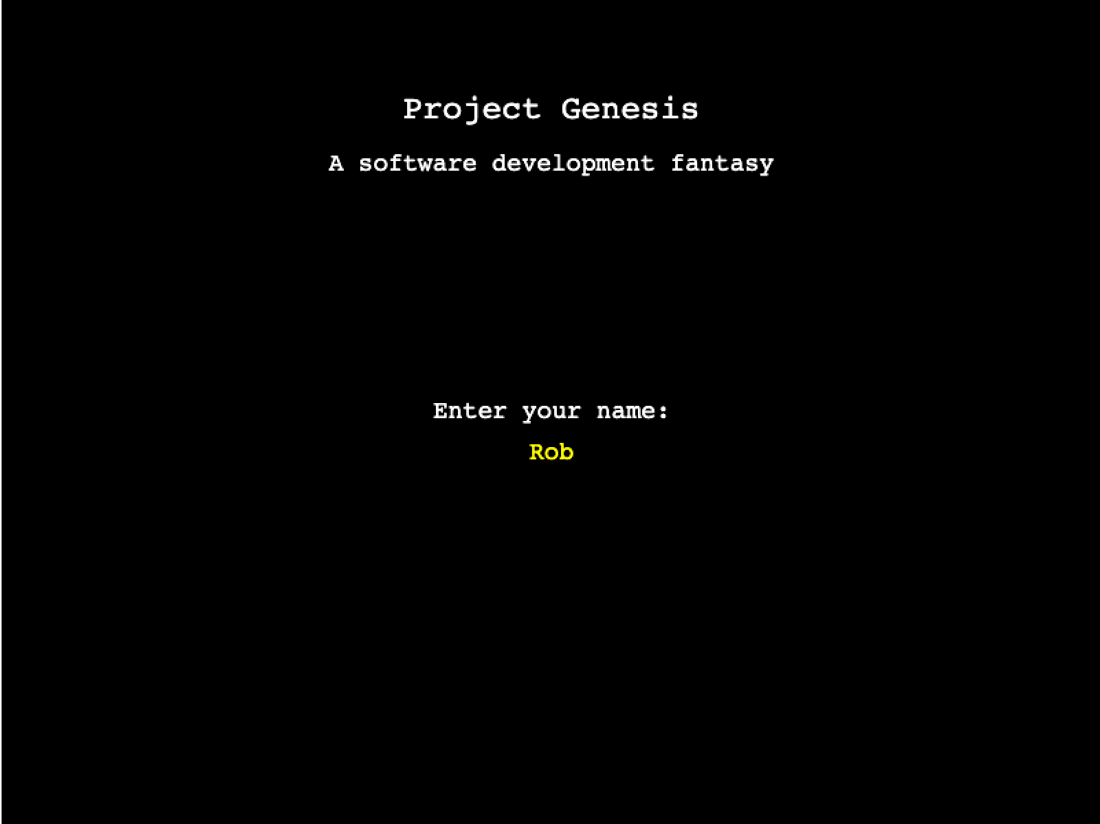 Project Genesis
A software development fantasy
Enter your name:
Rob